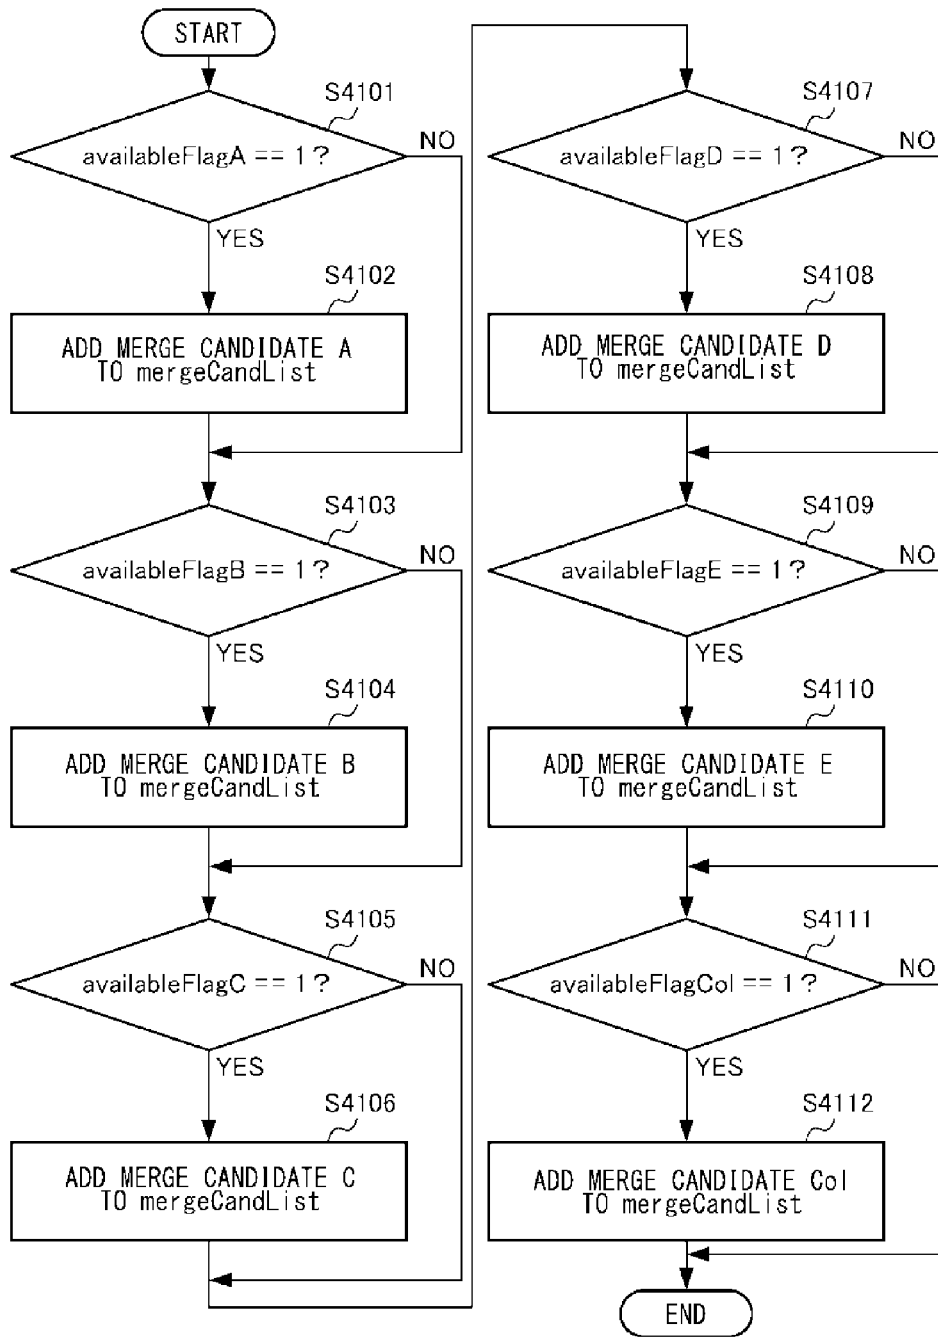 START
S4101
availableFlagA == 1?
NO
YES
S4102
ADD MERGE CANDIDATE A
TO mergeCandList
S4103
availableFlagB == 1?
NO
YES
S4104
ADD MERGE CANDIDATE B
TO mergeCandList
S4105
availableFlagC == 1?
NO
YES
S4106
ADD MERGE CANDIDATE C
TO mergeCandList
S4107
availableFlagD == 1?
NO
YES
S4108
ADD MERGE CANDIDATE D
TO mergeCandList
S4109
availableFlagE == 1?
NO
YES
S4110
ADD MERGE CANDIDATE E
TO mergeCandList
S4111
availableFlagCol == 1?
NO
YES
S4112
ADD MERGE CANDIDATE Col
TO mergeCandList
END